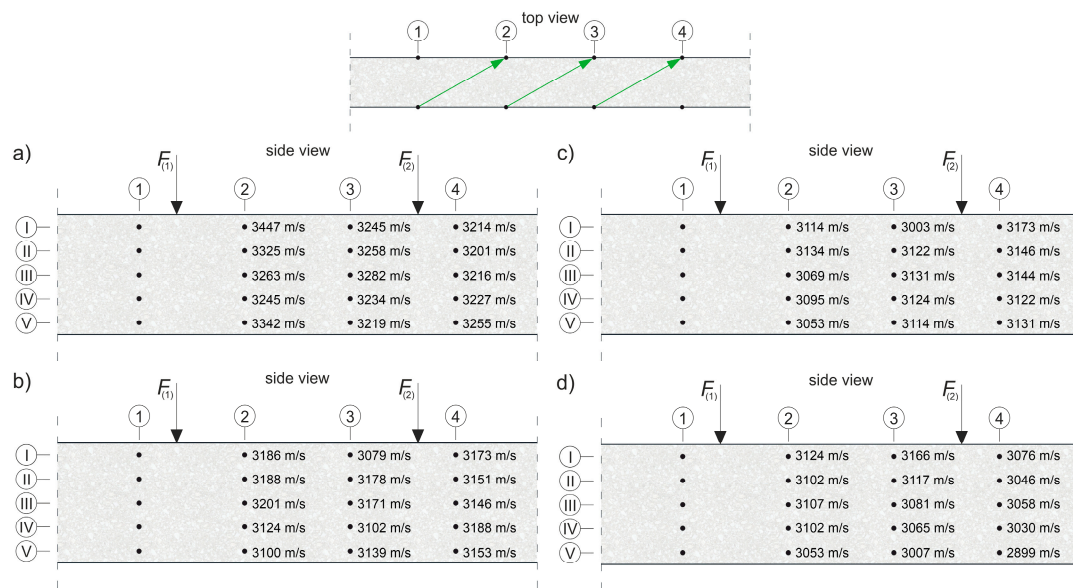 top view
1 2 3 4
a)
side view
F(1) F(2)
1 2 3 4
I 3447 m/s 3245 m/s 3214 m/s
II 3325 m/s 3258 m/s 3201 m/s
III 3263 m/s 3282 m/s 3216 m/s
IV 3245 m/s 3234 m/s 3227 m/s
V 3342 m/s 3219 m/s 3255 m/s
b)
side view
F(1) F(2)
1 2 3 4
I 3186 m/s 3079 m/s 3173 m/s
II 3188 m/s 3178 m/s 3151 m/s
III 3201 m/s 3171 m/s 3146 m/s
IV 3124 m/s 3102 m/s 3188 m/s
V 3100 m/s 3139 m/s 3153 m/s
c)
side view
F(1) F(2)
1 2 3 4
I 3114 m/s 3003 m/s 3173 m/s
II 3134 m/s 3122 m/s 3146 m/s
III 3069 m/s 3131 m/s 3144 m/s
IV 3095 m/s 3124 m/s 3122 m/s
V 3053 m/s 3114 m/s 3131 m/s
d)
side view
F(1) F(2)
1 2 3 4
I 3124 m/s 3166 m/s 3076 m/s
II 3102 m/s 3117 m/s 3046 m/s
III 3107 m/s 3081 m/s 3058 m/s
IV 3102 m/s 3065 m/s 3030 m/s
V 3053 m/s 3007 m/s 2899 m/s